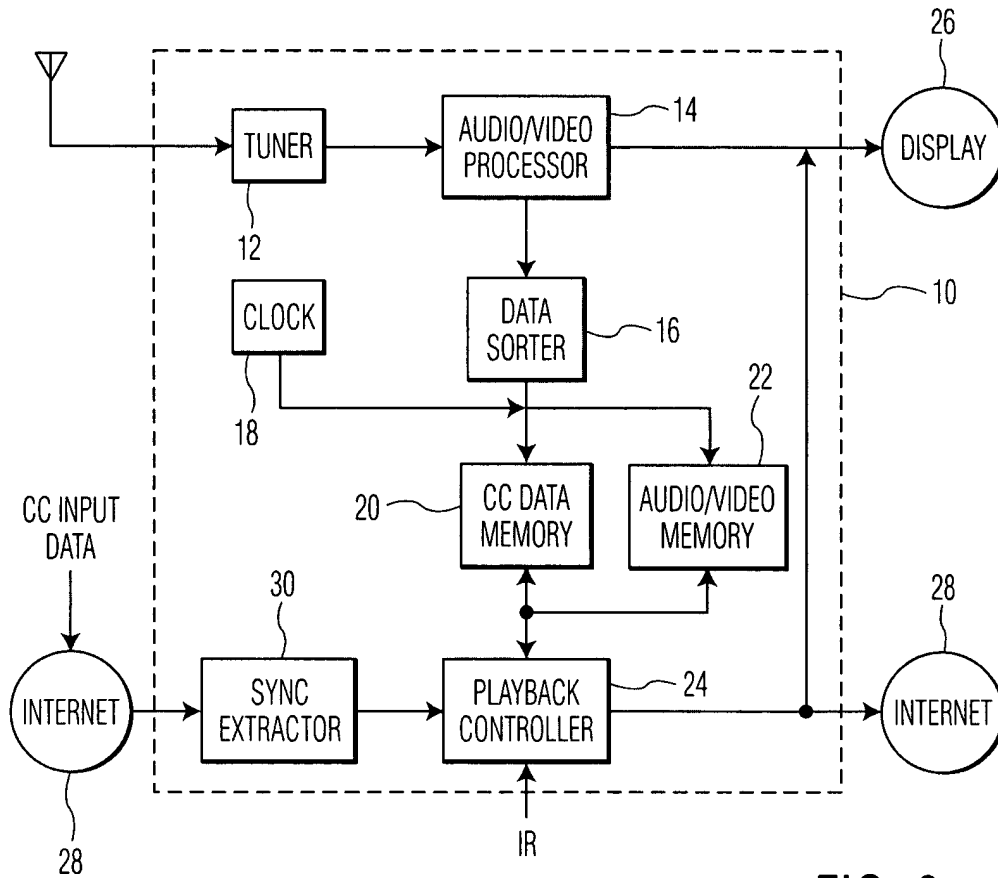 26
14
AUDIO/VIDEO
PROCESSOR
TUNER
DISPLAY
12
10
CLOCK
DATA
SORTER
16
18
22
20
CC DATA
MEMORY
AUDIO/VIDEO
MEMORY
CC INPUT
DATA
30
28
INTERNET
SYNC
EXTRACTOR
PLAYBACK
CONTROLLER
24
INTERNET
28
IR